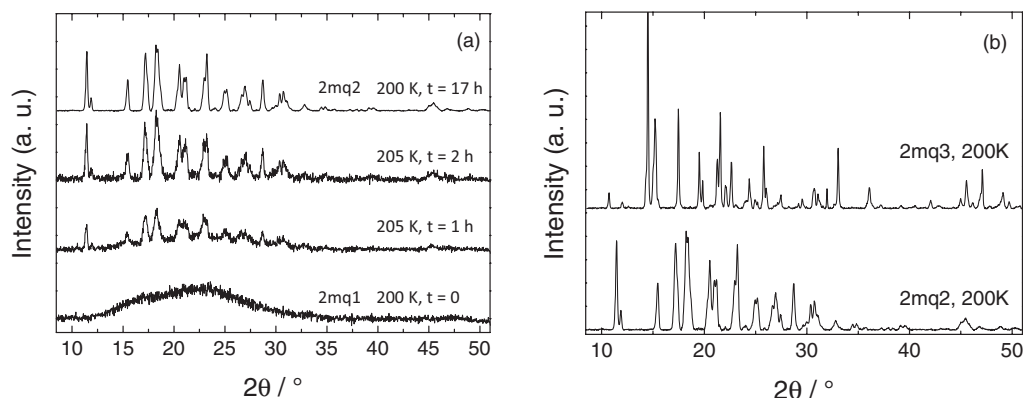 (a)
2mq2 200 K, t = 17 h
205 K, t = 2 h
205 K, t = 1 h
2mq1 200 K, t = 0
Intensity (a. u.)
10 15 20 25 30 35 40 45 50
2θ / °
(b)
2mq3, 200K
2mq2, 200K
Intensity (a. u.)
10 20 30 40 50
2θ / °